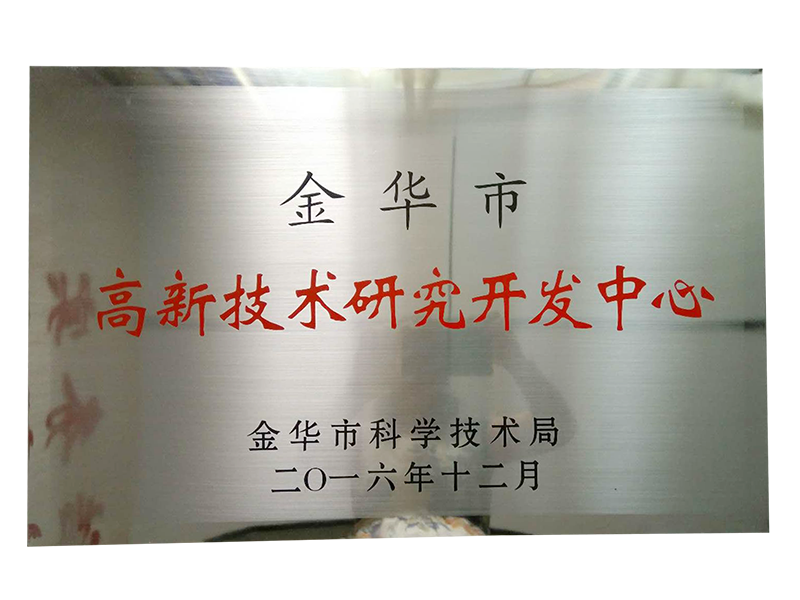 金华市
高新技术研究开发中心
金华市科学技术局
二〇一六年十二月